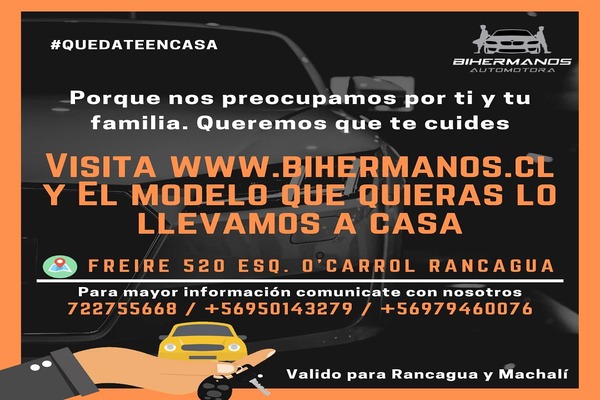 #QUEDATEENCASA
BIHERMANOS
AUTOMOTORA
Porque nos preocupamos por ti y tu
familia. Queremos que te cuides
VISITA WWW.BIHERMANOS.CL
Y EL MODELO QUE QUIERAS LO
LLEVAMOS A CASA
FREIRE 520 ESQ. O'CARROL RANCAGUA
Para mayor información comunicate con nosotros
722755668 / +56950143279 / +56979460076
Valido para Rancagua y Machalí